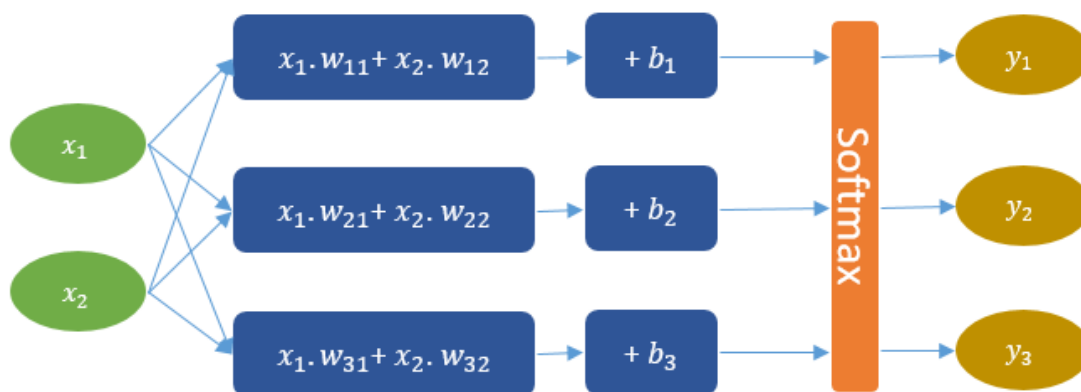 x₁
x₂
x₁. w₁₁+ x₂. w₁₂
+ b₁
x₁. w₂₁+ x₂. w₂₂
+ b₂
x₁. w₃₁+ x₂. w₃₂
+ b₃
Softmax
y₁
y₂
y₃